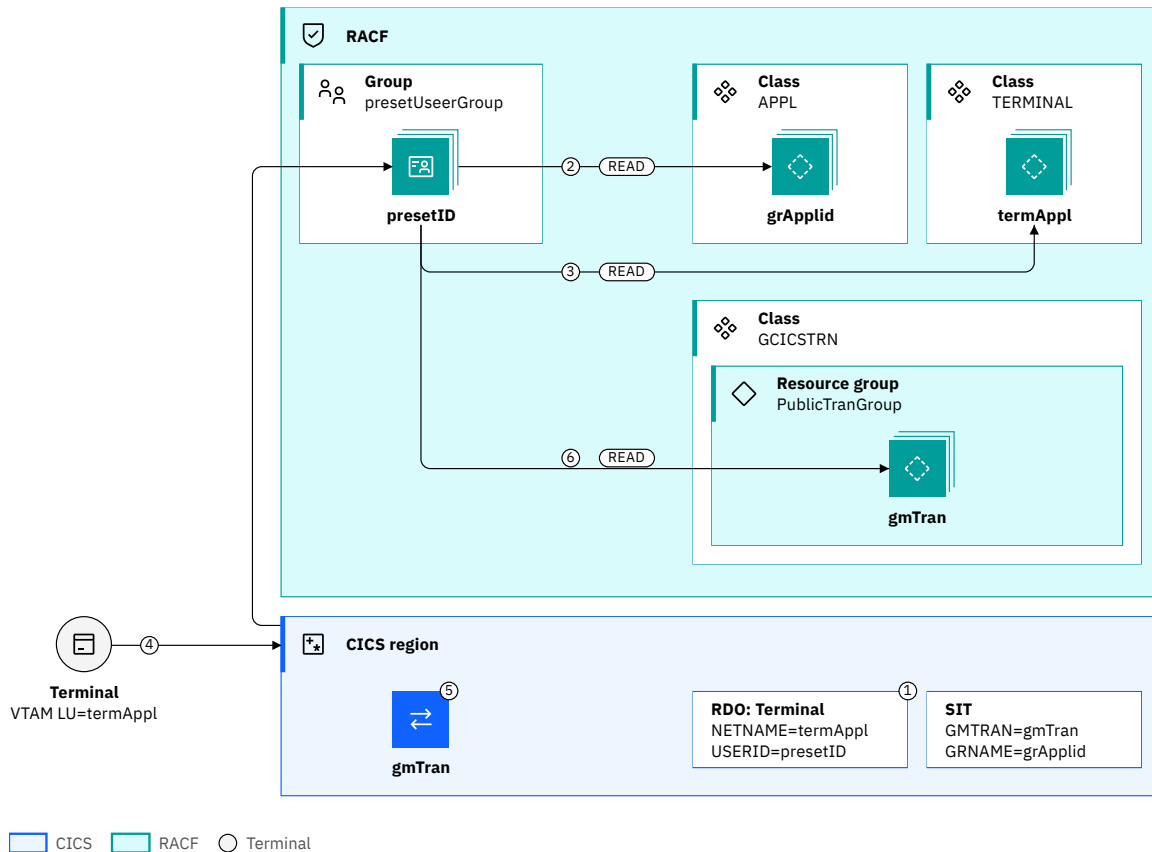 RACF
Group
presetUseerGroup
presetID
2
READ
Class
APPL
grApplid
Class
TERMINAL
termAppl
3
READ
Class
GCICSTRN
Resource group
PublicTranGroup
6
READ
gmTran
4
Terminal
VTAM LU=termAppl
CICS region
5
gmTran
1
RDO: Terminal
NETNAME=termAppl
USERID=presetID
SIT
GMTRAN=gmTran
GRNAME=grApplid
CICS
RACF
Terminal